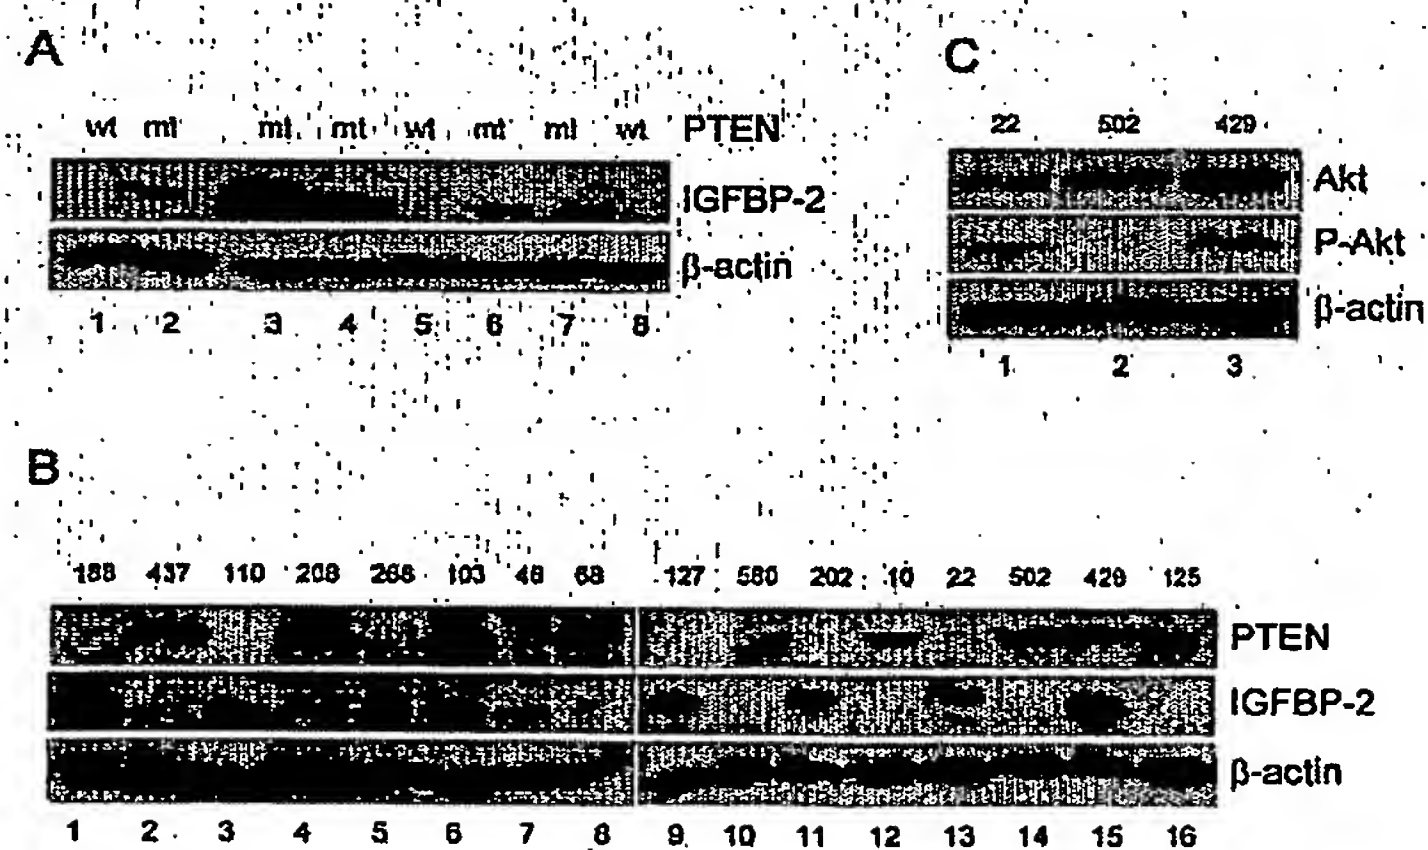 A
wt mt mt mt wt mt mt wt PTEN
IGFBP-2
β-actin
1 2 3 4 5 6 7 8
C
22 502 429
Akt
P-Akt
β-actin
1 2 3
B
188 437 110 208 268 103 48 68 127 580 202 10 22 502 429 125
PTEN
IGFBP-2
β-actin
1 2 3 4 5 6 7 8 9 10 11 12 13 14 15 16